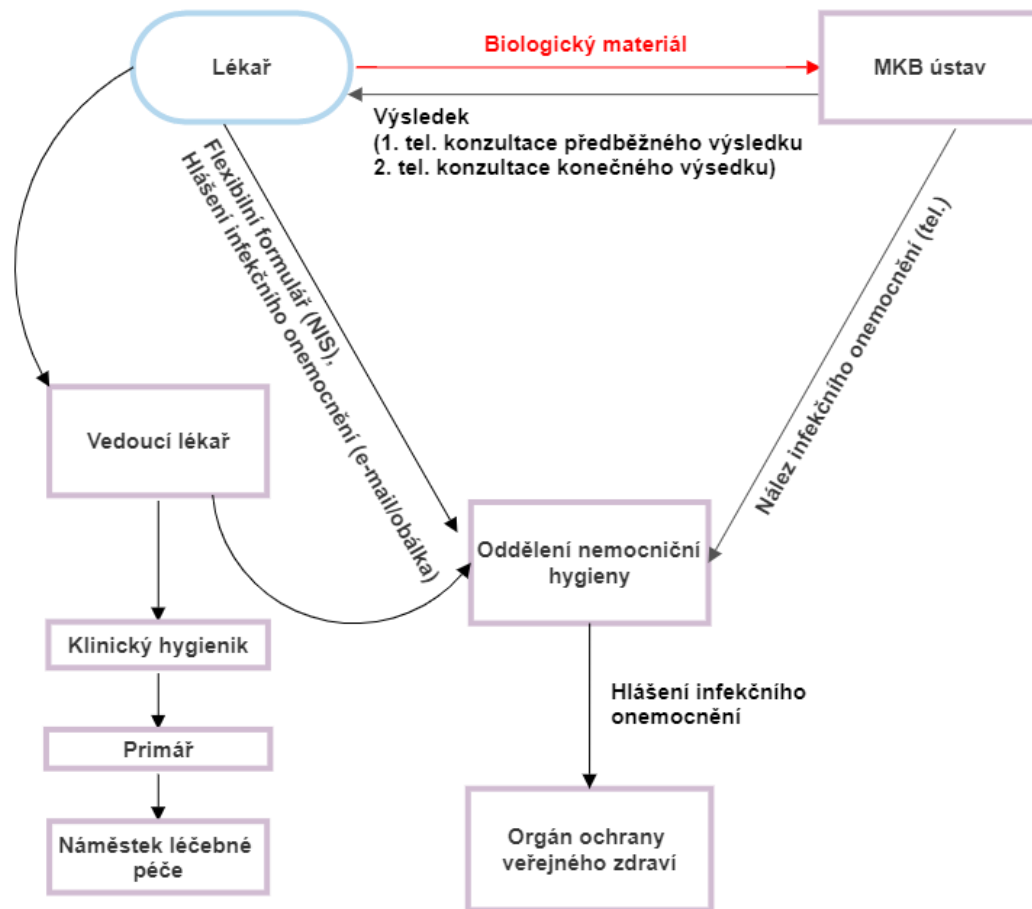 Lékař
Biologický materiál
MKB ústav
Výsledek
(1. tel. konzultace předběžného výsledku
2. tel. konzultace konečného výsedku)
Flexibilní formulář (NIS),
Hlášení infekčního onemocnění (e-mail/obálka)
Nález infekčního onemocnění (tel.)
Vedoucí lékař
Oddělení nemocniční
hygieny
Klinický hygienik
Hlášení infekčního
onemocnění
Primář
Orgán ochrany
veřejného zdraví
Náměstek léčebné
péče